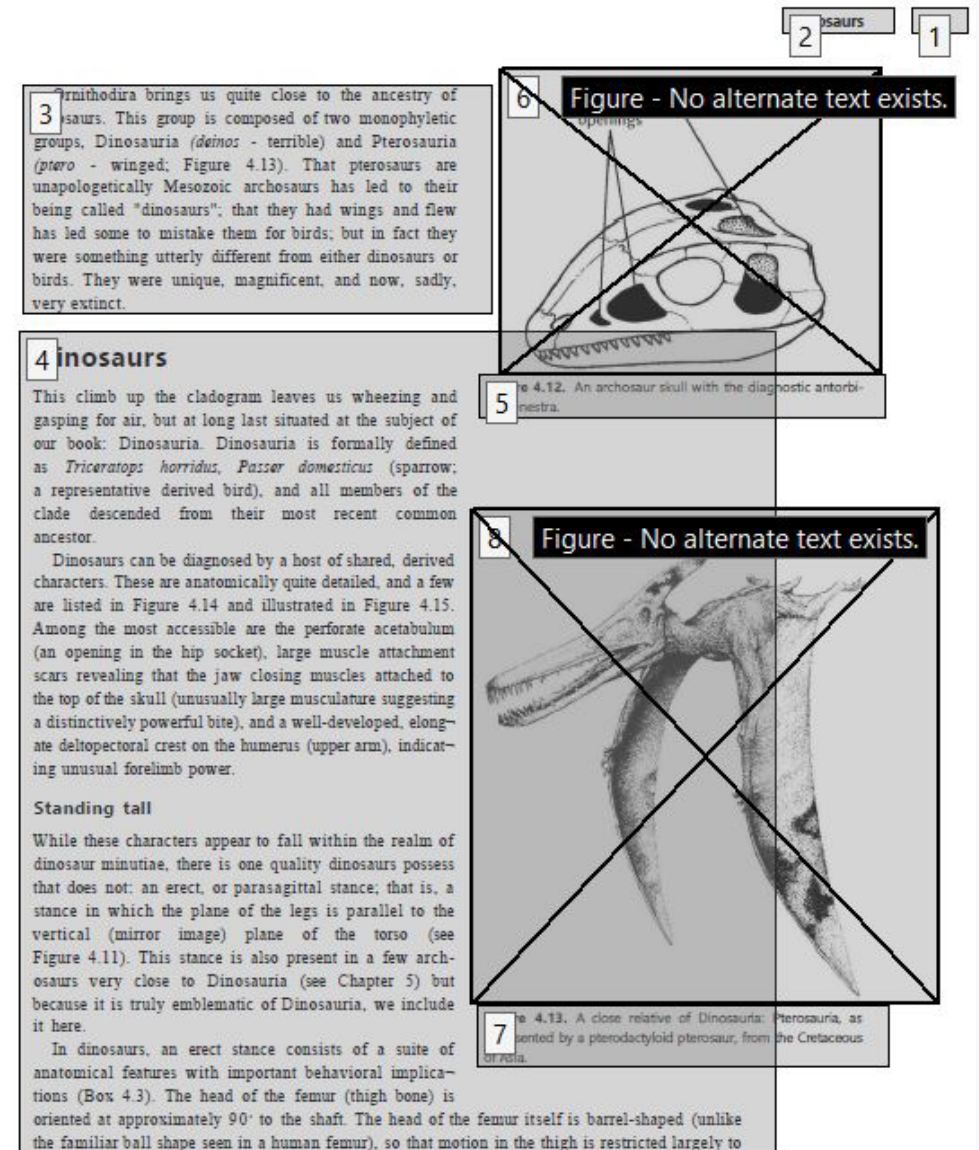 2
osaurs
1
3
rnithodira brings us quite close to the ancestry of
osaurs. This group is composed of two monophyletic
groups, Dinosauria (deinos - terrible) and Pterosauria
(ptero - winged; Figure 4.13). That pterosaurs are
unapologetically Mesozoic archosaurs has led to their
being called "dinosaurs"; that they had wings and flew
has led some to mistake them for birds; but in fact they
were something utterly different from either dinosaurs or
birds. They were unique, magnificent, and now, sadly,
very extinct.
6
Figure - No alternate text exists.
openings
4
inosaurs
This climb up the cladogram leaves us wheezing and
gasping for air, but at long last situated at the subject of
our book: Dinosauria. Dinosauria is formally defined
as Triceratops horridus, Passer domesticus (sparrow;
a representative derived bird), and all members of the
clade descended from their most recent common
ancestor.
Dinosaurs can be diagnosed by a host of shared, derived
characters. These are anatomically quite detailed, and a few
are listed in Figure 4.14 and illustrated in Figure 4.15.
Among the most accessible are the perforate acetabulum
(an opening in the hip socket), large muscle attachment
scars revealing that the jaw closing muscles attached to
the top of the skull (unusually large musculature suggesting
a distinctively powerful bite), and a well-developed, elong¬
ate deltopectoral crest on the humerus (upper arm), indicat¬
ing unusual forelimb power.
Standing tall
While these characters appear to fall within the realm of
dinosaur minutiae, there is one quality dinosaurs possess
that does not: an erect, or parasagittal stance; that is, a
stance in which the plane of the legs is parallel to the
vertical (mirror image) plane of the torso (see
Figure 4.11). This stance is also present in a few arch-
osaurs very close to Dinosauria (see Chapter 5) but
because it is truly emblematic of Dinosauria, we include
it here.
In dinosaurs, an erect stance consists of a suite of
anatomical features with important behavioral implica¬
tions (Box 4.3). The head of the femur (thigh bone) is
oriented at approximately 90˚ to the shaft. The head of the femur itself is barrel-shaped (unlike
the familiar ball shape seen in a human femur), so that motion in the thigh is restricted largely to
5
re 4.12. An archosaur skull with the diagnostic antorbi-
nestra.
8
Figure - No alternate text exists.
7
e 4.13. A close relative of Dinosauria: Pterosauria, as
sented by a pterodactyloid pterosaur, from the Cretaceous
of Asia.